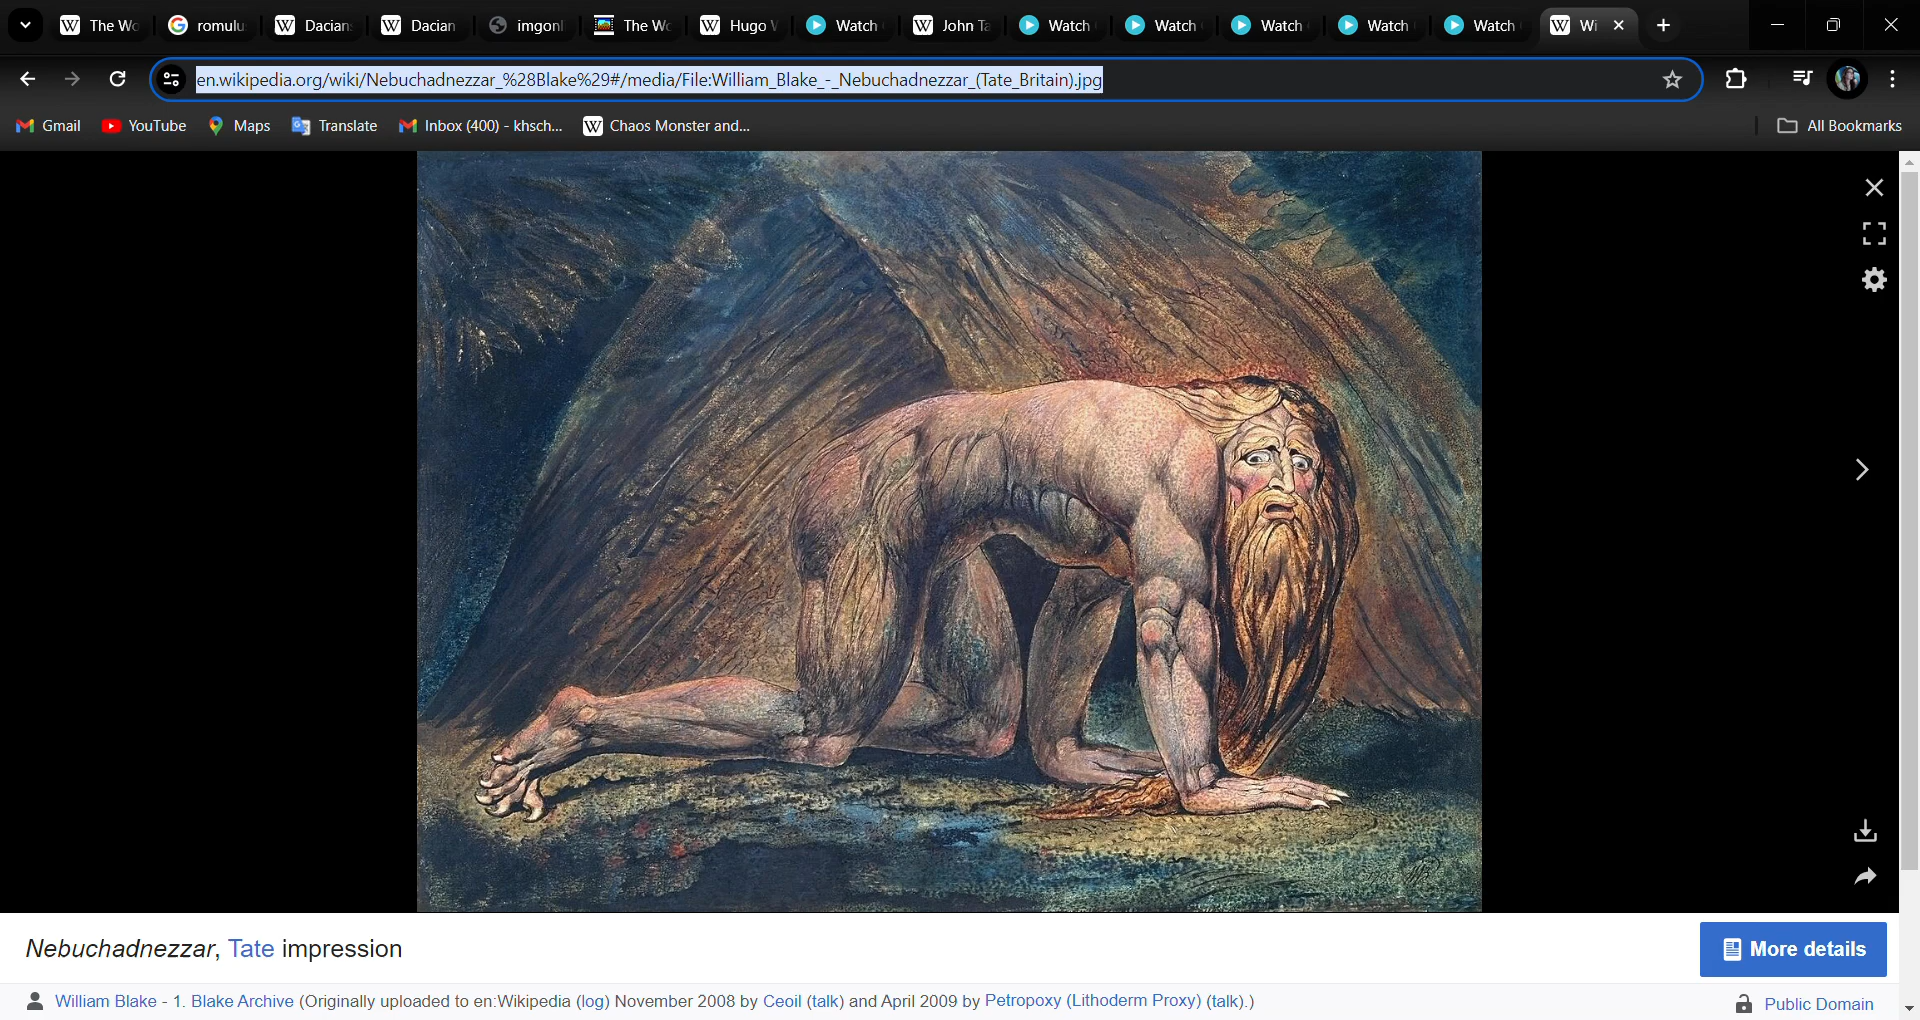 The Wo
romulu
Dacian
Dacian
imgonl
The Wo
Hugo
Watch
John Ta
Watch
Watch
Watch
Watch
Watch
Wi
en.wikipedia.org/wiki/Nebuchadnezzar_%28Blake%29#/media/File:William_Blake_-_Nebuchadnezzar_(Tate_Britain).jpg
Gmail
YouTube
Maps
Translate
Inbox (400) - khsch...
Chaos Monster and...
All Bookmarks
Nebuchadnezzar, Tate impression
More details
William Blake - 1. Blake Archive (Originally uploaded to en:Wikipedia (log) November 2008 by Ceoil (talk) and April 2009 by Petropoxy (Lithoderm Proxy) (talk).)
Public Domain